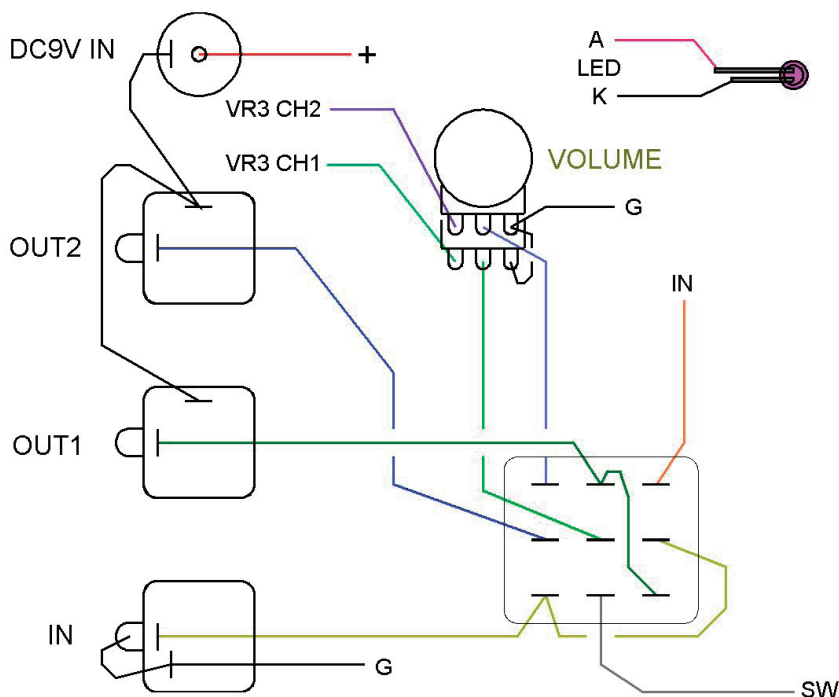 DC9V IN
+
A
LED
K
VR3 CH2
VR3 CH1
VOLUME
G
OUT2
IN
OUT1
IN
G
SW